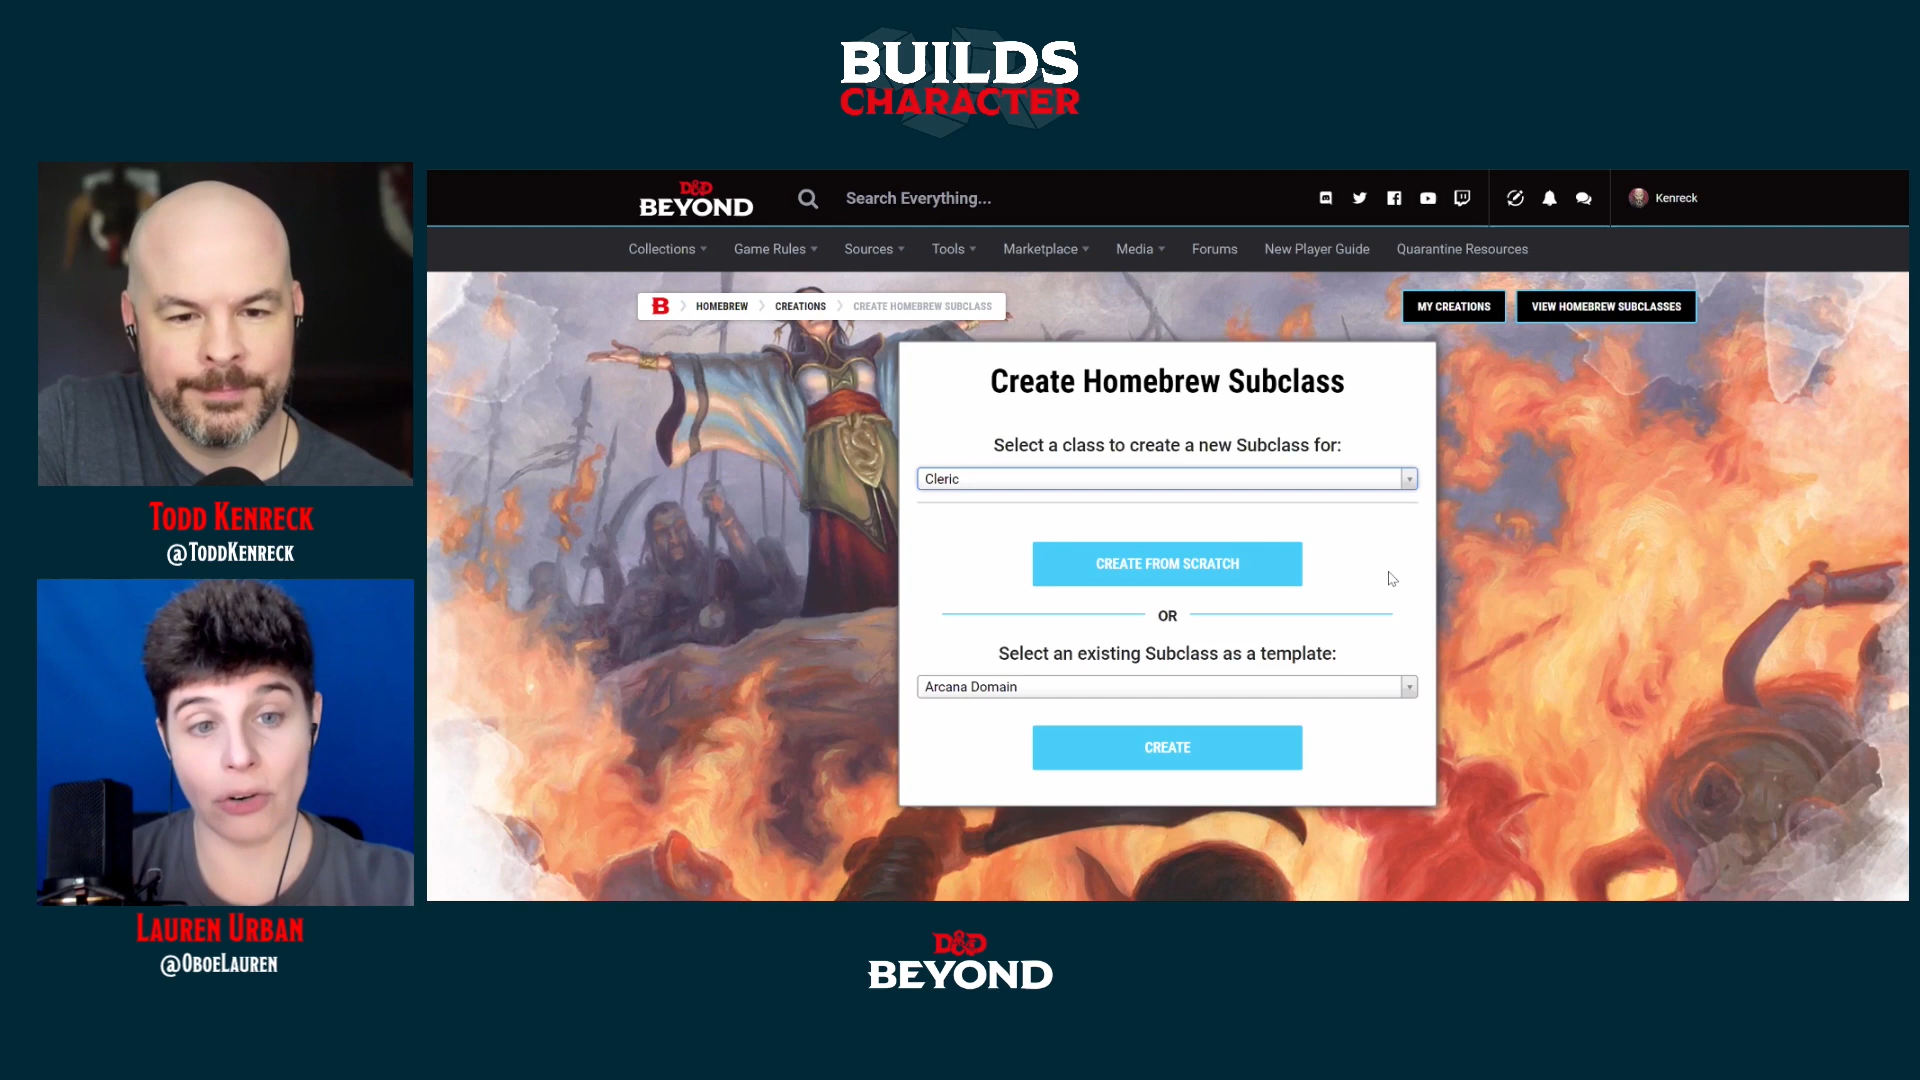 BUILDS
CHARACTER
TODD KENRECK
@TODDKENRECK
LAUREN URBAN
@OBOELAUREN
D&D
BEYOND
Search Everything...
Kenreck
Collections
Game Rules
Sources
Tools
Marketplace
Media
Forums
New Player Guide
Quarantine Resources
B
HOMEBREW
CREATIONS
CREATE HOMEBREW SUBCLASS
MY CREATIONS
VIEW HOMEBREW SUBCLASSES
Create Homebrew Subclass
Select a class to create a new Subclass for:
Cleric
CREATE FROM SCRATCH
OR
Select an existing Subclass as a template:
Arcana Domain
CREATE
D&D
BEYOND